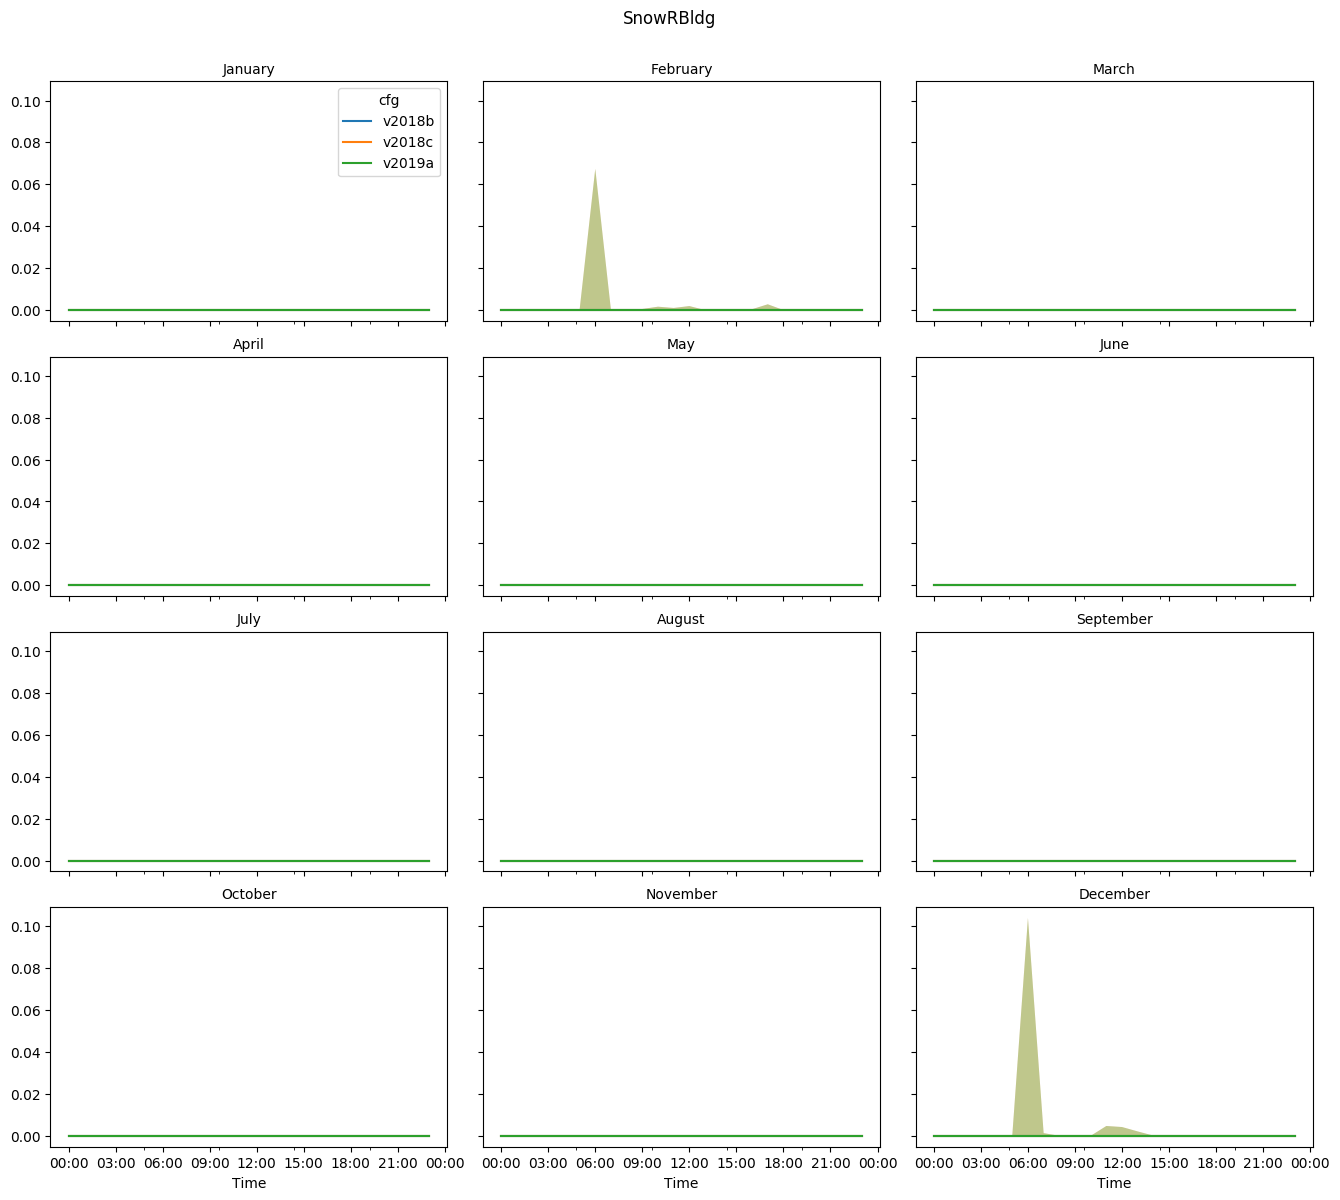 SnowRBldg
January February March
cfg
v2018b
v2018c
v2019a
0.10
0.08
0.06
0.04
0.02
0.00
April May June
0.10
0.08
0.06
0.04
0.02
0.00
July August September
0.10
0.08
0.06
0.04
0.02
0.00
October November December
0.10
0.08
0.06
0.04
0.02
0.00
00:00 03:00 06:00 09:00 12:00 15:00 18:00 21:00 00:00
00:00 03:00 06:00 09:00 12:00 15:00 18:00 21:00 00:00
00:00 03:00 06:00 09:00 12:00 15:00 18:00 21:00 00:00
Time Time Time